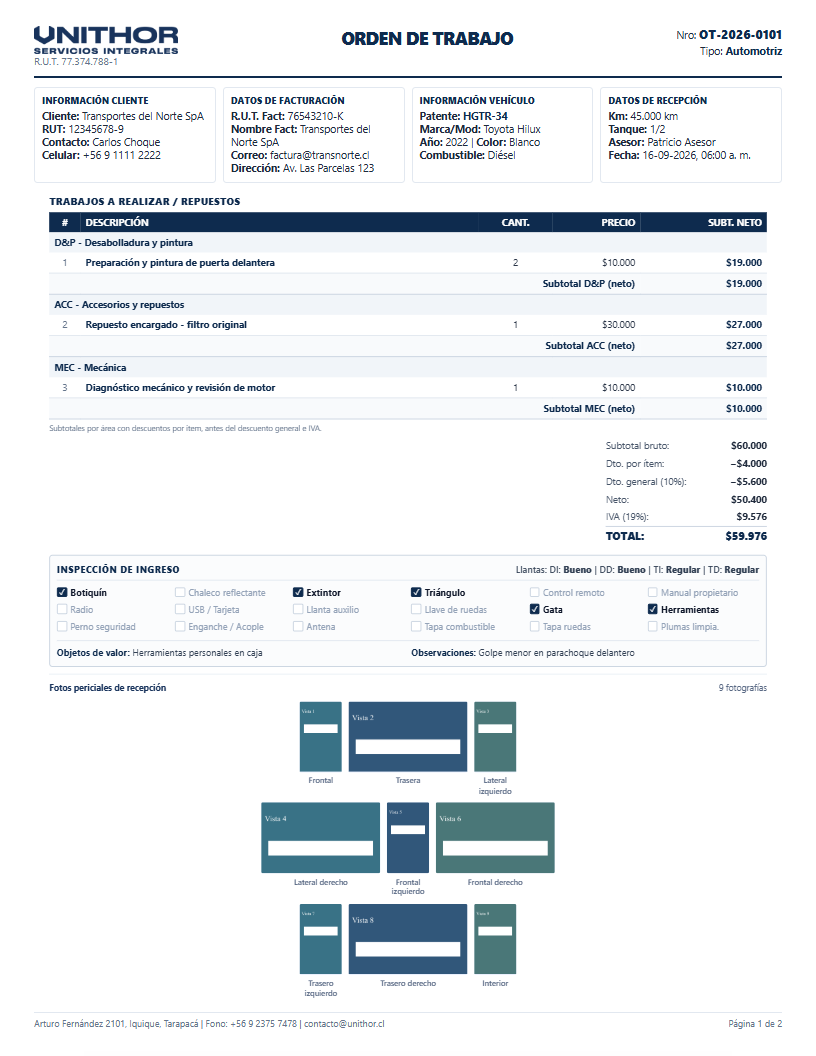 UNITHOR
SERVICIOS INTEGRALES
R.U.T. 77.374.788-1
ORDEN DE TRABAJO
Nro: OT-2026-0101
Tipo: Automotriz
INFORMACIÓN CLIENTE
Cliente: Transportes del Norte SpA
RUT: 12345678-9
Contacto: Carlos Choque
Celular: +56 9 1111 2222
DATOS DE FACTURACIÓN
R.U.T. Fact: 76543210-K
Nombre Fact: Transportes del
Norte SpA
Correo: factura@transnorte.cl
Dirección: Av. Las Parcelas 123
INFORMACIÓN VEHÍCULO
Patente: HGTR-34
Marca/Mod: Toyota Hilux
Año: 2022 | Color: Blanco
Combustible: Diésel
DATOS DE RECEPCIÓN
Km: 45.000 km
Tanque: 1/2
Asesor: Patricio Asesor
Fecha: 16-09-2026, 06:00 a. m.
TRABAJOS A REALIZAR / REPUESTOS
# DESCRIPCIÓN CANT. PRECIO SUBT. NETO
D&P - Desabolladura y pintura
1 Preparación y pintura de puerta delantera 2 $10.000 $19.000
Subtotal D&P (neto) $19.000
ACC - Accesorios y repuestos
2 Repuesto encargado - filtro original 1 $30.000 $27.000
Subtotal ACC (neto) $27.000
MEC - Mecánica
3 Diagnóstico mecánico y revisión de motor 1 $10.000 $10.000
Subtotal MEC (neto) $10.000
Subtotales por área con descuentos por ítem, antes del descuento general e IVA.
Subtotal bruto: $60.000
Dto. por ítem: −$4.000
Dto. general (10%): −$5.600
Neto: $50.400
IVA (19%): $9.576
TOTAL: $59.976
INSPECCIÓN DE INGRESO
Llantas: DI: Bueno | DD: Bueno | TI: Regular | TD: Regular
Botiquín Chaleco reflectante Extintor Triángulo Control remoto Manual propietario
Radio USB / Tarjeta Llanta auxilio Llave de ruedas Gata Herramientas
Perno seguridad Enganche / Acople Antena Tapa combustible Tapa ruedas Plumas limpia.
Objetos de valor: Herramientas personales en caja
Observaciones: Golpe menor en parachoque delantero
Fotos periciales de recepción
9 fotografías
Vista 1
Vista 2
Vista 3
Frontal
Trasera
Lateral
izquierdo
Vista 4
Vista 5
Vista 6
Lateral derecho
Frontal
izquierdo
Frontal derecho
Vista 7
Vista 8
Vista 9
Trasero
izquierdo
Trasero derecho
Interior
Arturo Fernández 2101, Iquique, Tarapacá | Fono: +56 9 2375 7478 | contacto@unithor.cl
Página 1 de 2